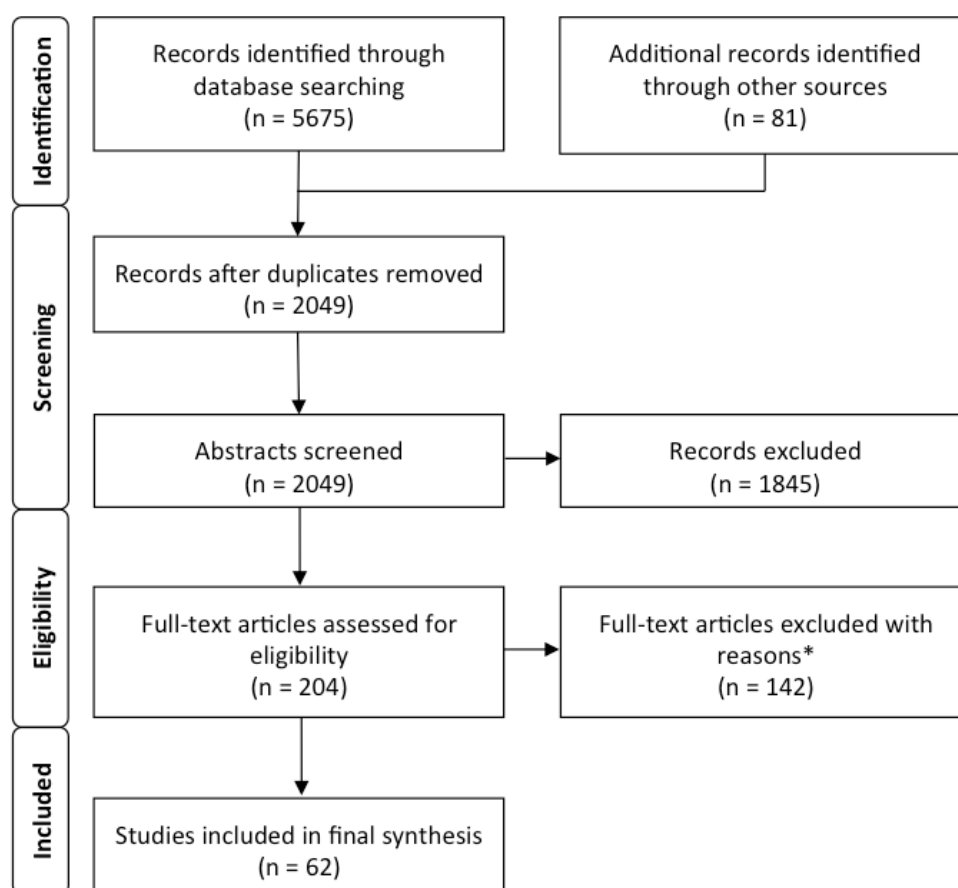 Identification
Records identified through
database searching
(n = 5675)
Additional records identified
through other sources
(n = 81)
Screening
Records after duplicates removed
(n = 2049)
Abstracts screened
(n = 2049)
Records excluded
(n = 1845)
Eligibility
Full-text articles assessed for
eligibility
(n = 204)
Full-text articles excluded with
reasons*
(n = 142)
Included
Studies included in final synthesis
(n = 62)